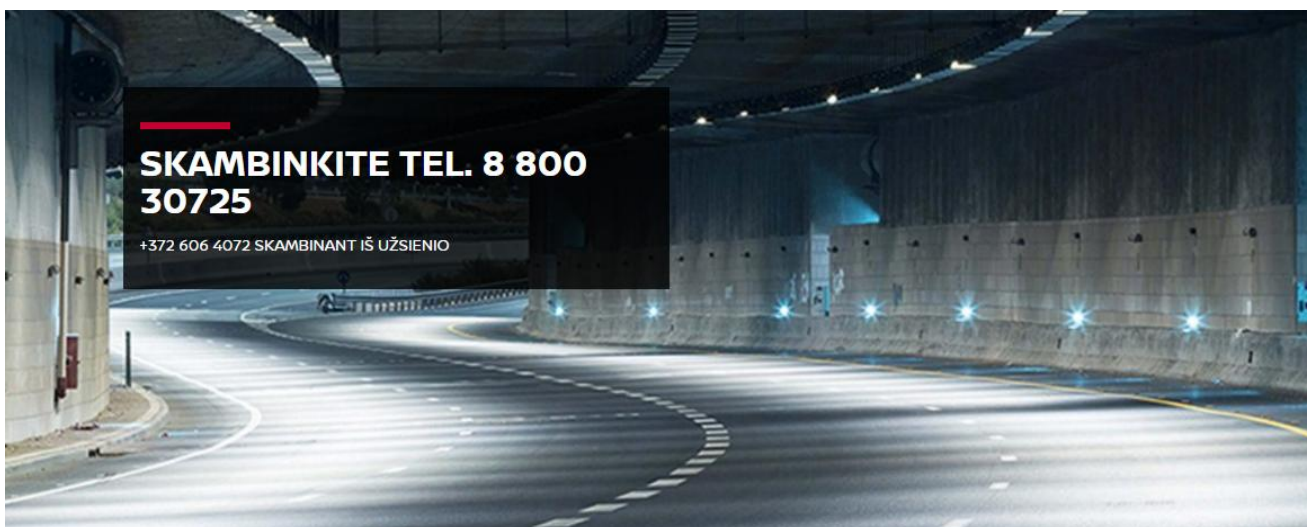 SKAMBINKITE TEL. 8 800
30725
+372 606 4072 SKAMBINANT IŠ UŽSIENIO